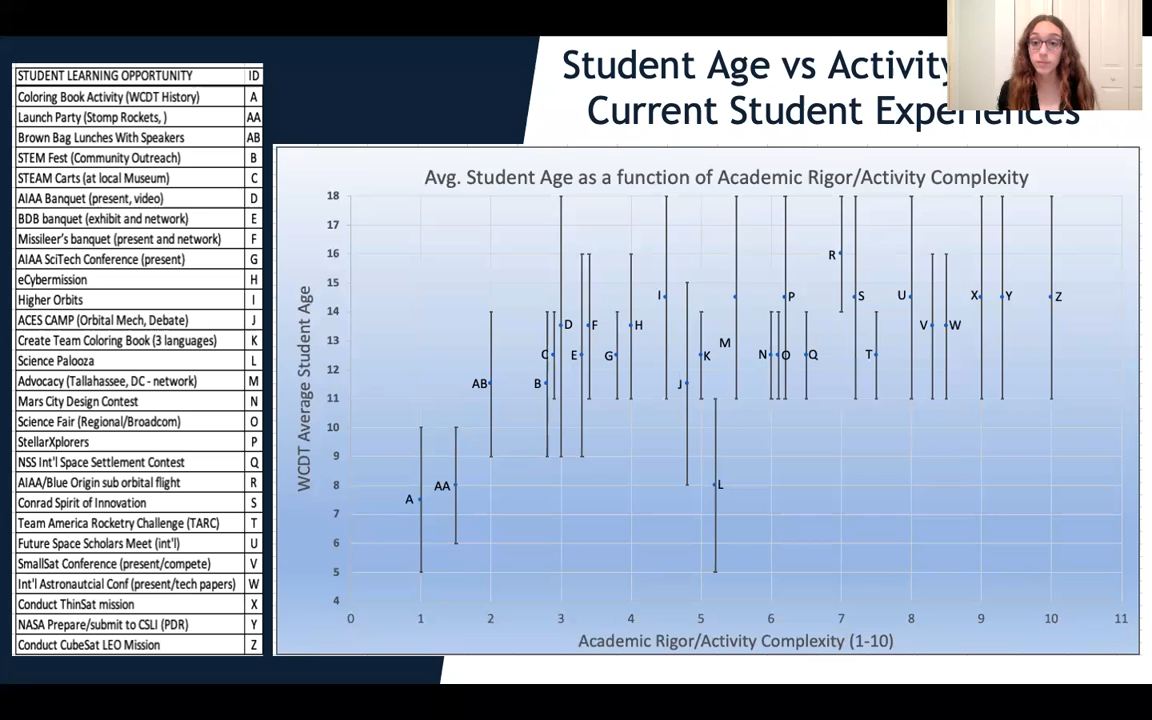 Student Age vs Activity
Current Student Experiences
STUDENT LEARNING OPPORTUNITY ID
Coloring Book Activity (WCDT History) A
Launch Party (Stomp Rockets, ) AA
Brown Bag Lunches With Speakers AB
STEM Fest (Community Outreach) B
STEAM Carts (at local Museum) C
AIAA Banquet (present, video) D
BDB banquet (exhibit and network) E
Missileer's banquet (present and network) F
AIAA SciTech Conference (present) G
eCybermission H
Higher Orbits I
ACES CAMP (Orbital Mech, Debate) J
Create Team Coloring Book (3 languages) K
Science Palooza L
Advocacy (Tallahassee, DC - network) M
Mars City Design Contest N
Science Fair (Regional/Broadcom) O
StellarXplorers P
NSS Int'l Space Settlement Contest Q
AIAA/Blue Origin sub orbital flight R
Conrad Spirit of Innovation S
Team America Rocketry Challenge (TARC) T
Future Space Scholars Meet (int'l) U
SmallSat Conference (present/compete) V
Int'l Astronautcial Conf (present/tech papers) W
Conduct ThinSat mission X
NASA Prepare/submit to CSLI (PDR) Y
Conduct CubeSat LEO Mission Z
Avg. Student Age as a function of Academic Rigor/Activity Complexity
WCDT Average Student Age
18
17
16
15
14
13
12
11
10
9
8
7
6
5
4
A AA AB B C D E F G H I J K L M N O P Q R S T U V W X Y Z
0 1 2 3 4 5 6 7 8 9 10 11
Academic Rigor/Activity Complexity (1-10)